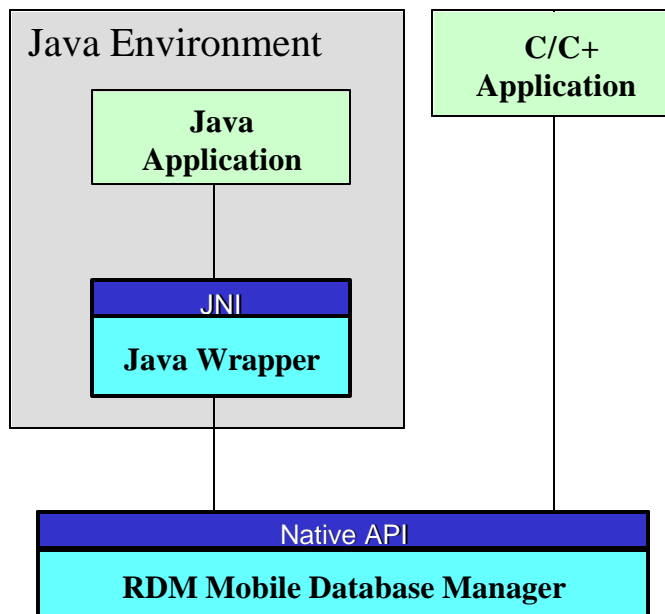 Java Environment
Java
Application
JNI
Java Wrapper
C/C+
Application
Native API
RDM Mobile Database Manager